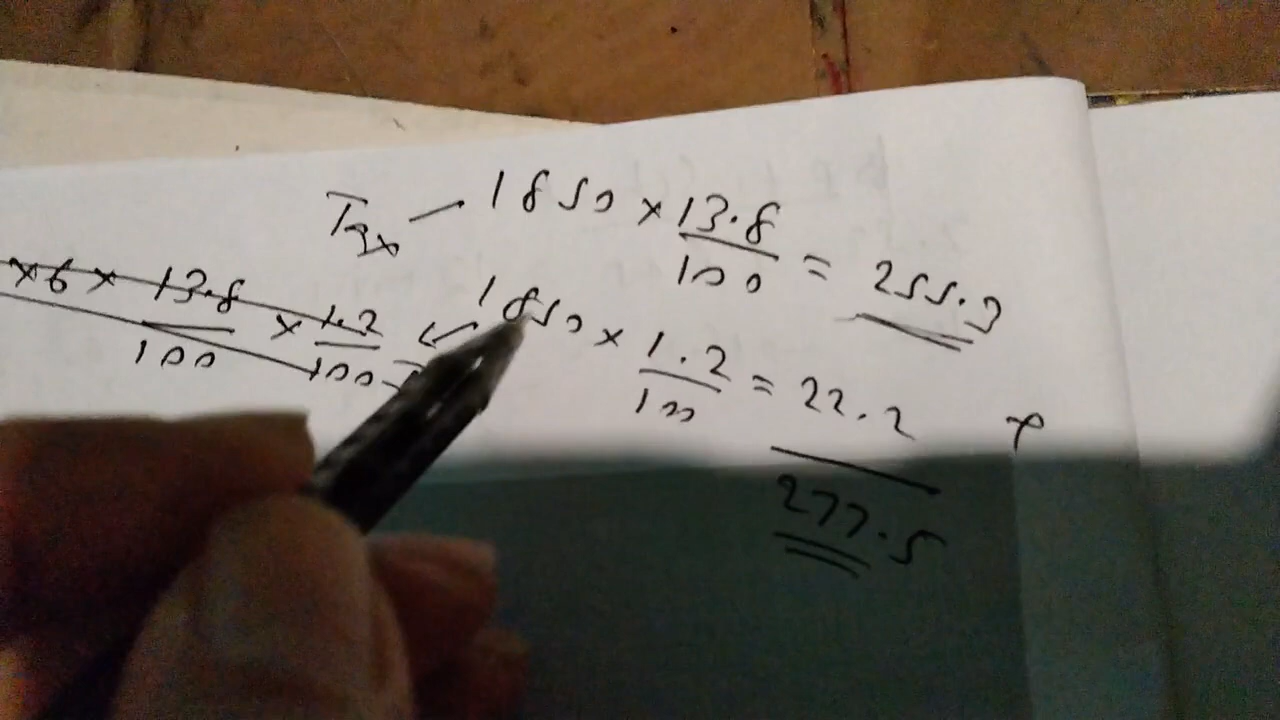 Tax — 1850 × 13.8/100 = 255.3
×6 × 13.8/100 × 1.2/100
1850 × 1.2/100 = 22.2
277.5